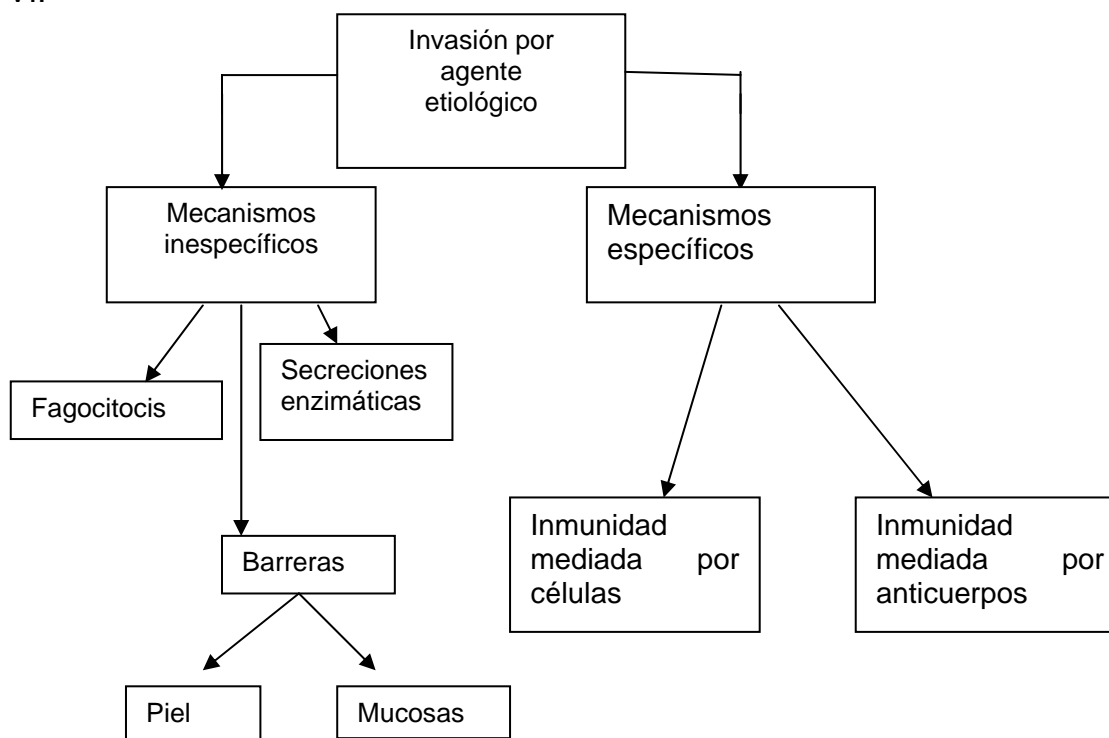 Invasión por
agente
etiológico
Mecanismos
inespecíficos
Mecanismos
específicos
Fagocitocis
Secreciones
enzimáticas
Barreras
Inmunidad
mediada por
células
Inmunidad
mediada por
anticuerpos
Piel
Mucosas